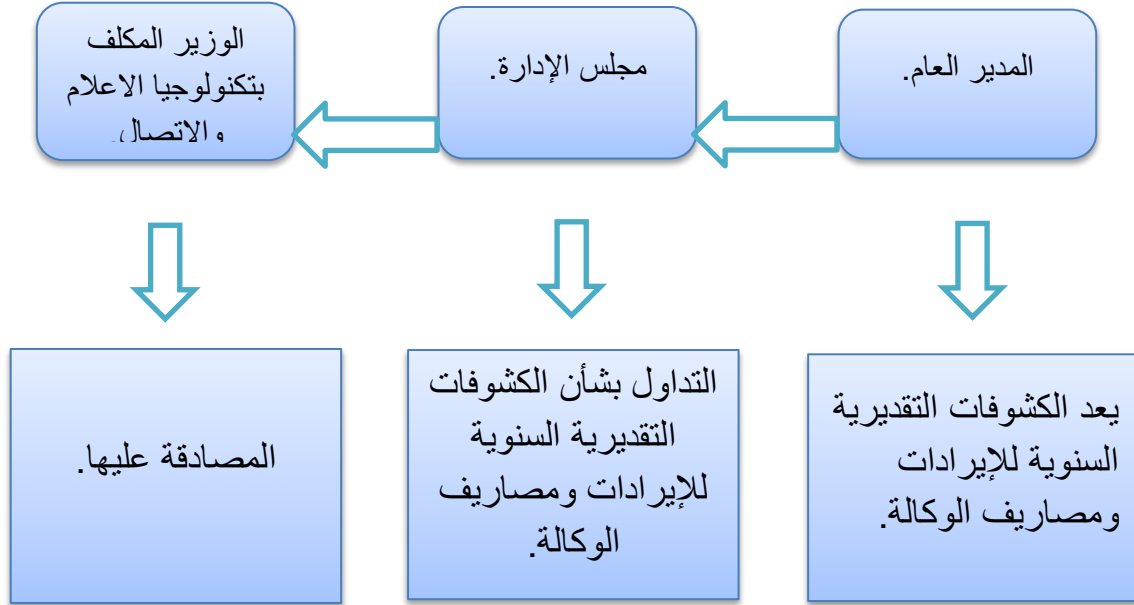 المدير العام.
مجلس الإدارة.
الوزير المكلف
بتكنولوجيا الاعلام
والاتصال.
يعد الكشوفات التقديرية
السنوية للإيرادات
ومصاريف الوكالة.
التداول بشأن الكشوفات
التقديرية السنوية
للإيرادات ومصاريف
الوكالة.
المصادقة عليها.